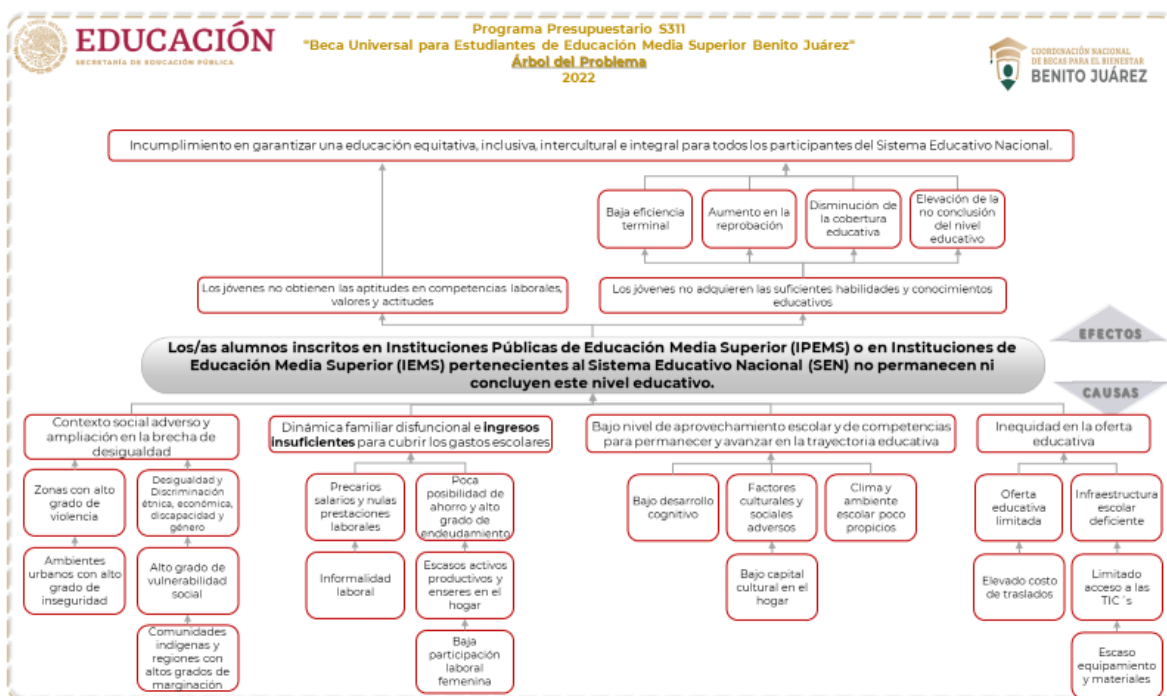 EDUCACIÓN
SECRETARÍA DE EDUCACIÓN PÚBLICA
Programa Presupuestario S311
"Beca Universal para Estudiantes de Educación Media Superior Benito Juárez"
Árbol del Problema
2022
COORDINACIÓN NACIONAL
DE BECAS PARA EL BIENESTAR
BENITO JUÁREZ
Incumplimiento en garantizar una educación equitativa, inclusiva, intercultural e integral para todos los participantes del Sistema Educativo Nacional.
Baja eficiencia
terminal
Aumento en la
reprobación
Disminución de
la cobertura
educativa
Elevación de la
no conclusión
del nivel
educativo
Los jóvenes no obtienen las aptitudes en competencias laborales,
valores y actitudes
Los jóvenes no adquieren las suficientes habilidades y conocimientos
educativos
EFECTOS
Los/as alumnos inscritos en Instituciones Públicas de Educación Media Superior (IPEMS) o en Instituciones de
Educación Media Superior (IEMS) pertenecientes al Sistema Educativo Nacional (SEN) no permanecen ni
concluyen este nivel educativo.
CAUSAS
Contexto social adverso y
ampliación en la brecha de
desigualdad
Dinámica familiar disfuncional e ingresos
insuficientes para cubrir los gastos escolares
Bajo nivel de aprovechamiento escolar y de competencias
para permanecer y avanzar en la trayectoria educativa
Inequidad en la oferta
educativa
Zonas con alto
grado de
violencia
Desigualdad y
Discriminación
étnica, económica,
discapacidad y
género
Precarios
salarios y nulas
prestaciones
laborales
Poca
posibilidad de
ahorro y alto
grado de
endeudamiento
Bajo desarrollo
cognitivo
Factores
culturales y
sociales
adversos
Clima y
ambiente
escolar poco
propicios
Oferta
educativa
limitada
Infraestructura
escolar
deficiente
Ambientes
urbanos con alto
grado de
inseguridad
Alto grado de
vulnerabilidad
social
Informalidad
laboral
Escasos activos
productivos y
enseres en el
hogar
Bajo capital
cultural en el
hogar
Elevado costo
de traslados
Limitado
acceso a las
TIC´s
Comunidades
indígenas y
regiones con
altos grados de
marginación
Baja
participación
laboral
femenina
Escaso
equipamiento
y materiales